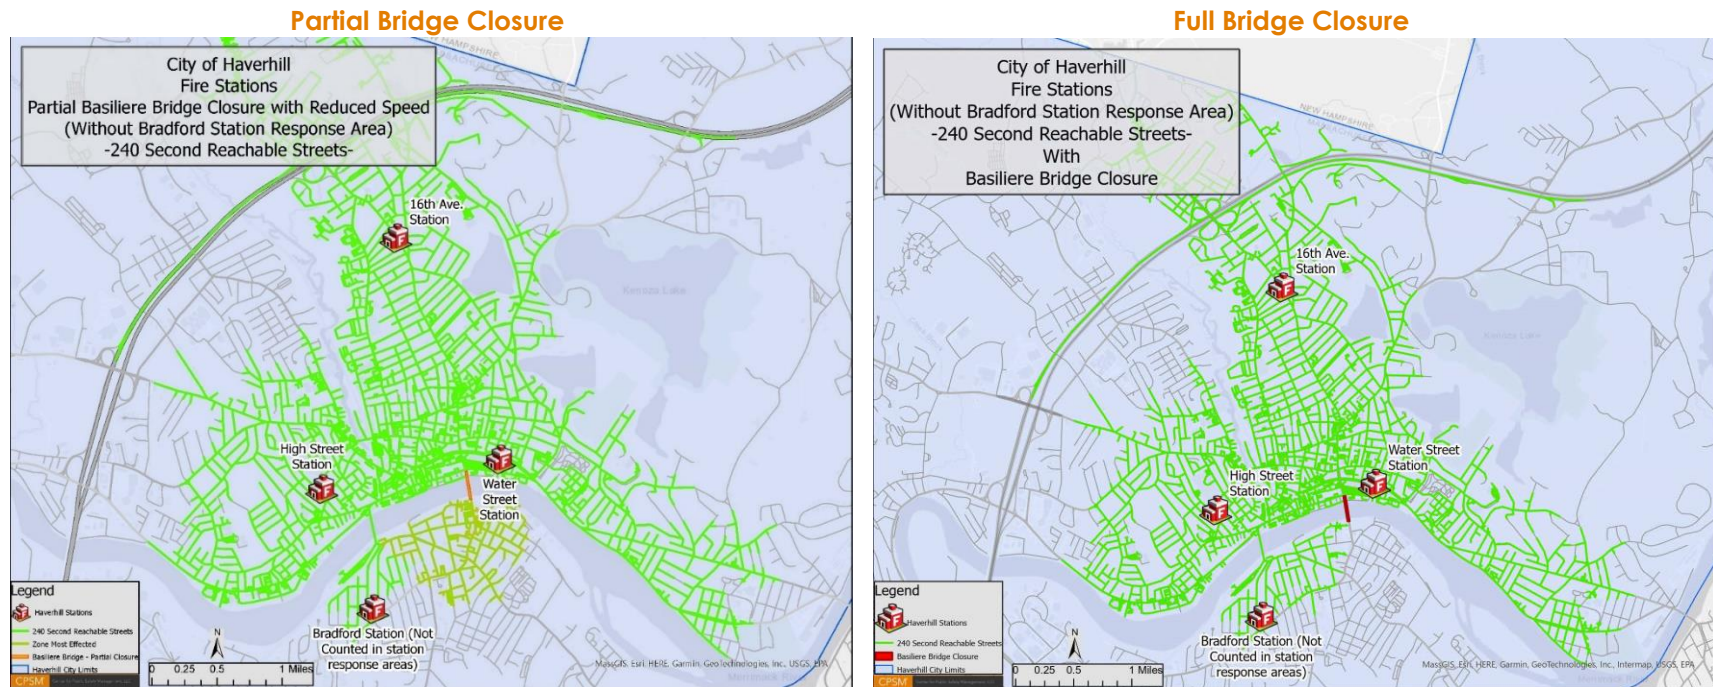 Partial Bridge Closure
City of Haverhill
Fire Stations
Partial Basiliere Bridge Closure with Reduced Speed
(Without Bradford Station Response Area)
-240 Second Reachable Streets-
NEW HAMPSHIRE
16th Ave.
Station
Kenoza Lake
High Street
Station
Water
Street
Station
Bradford Station (Not
Counted in station
response areas)
Legend
Haverhill Stations
240 Second Reachable Streets
Zone Most Effected
Basiliere Bridge - Partial Closure
Haverhill City Limits
CPSM
N
0 0.25 0.5 1 Miles
MassGIS, Esri, HERE, Garmin, GeoTechnologies, Inc., USGS, EPA
Full Bridge Closure
City of Haverhill
Fire Stations
(Without Bradford Station Response Area)
-240 Second Reachable Streets-
With
Basiliere Bridge Closure
NEW HAMPSHIRE
MASSACHUSETTS
16th Ave.
Station
Kenoza Lake
Water Street
Station
High Street
Station
Bradford Station (Not
Counted in station
response areas)
Legend
Haverhill Stations
240 Second Reachable Streets
Basiliere Bridge Closure
Haverhill City Limits
CPSM
N
0 0.25 0.5 1 Miles
MassGIS, Esri, HERE, Garmin, GeoTechnologies, Inc., Intermap, USGS, EPA